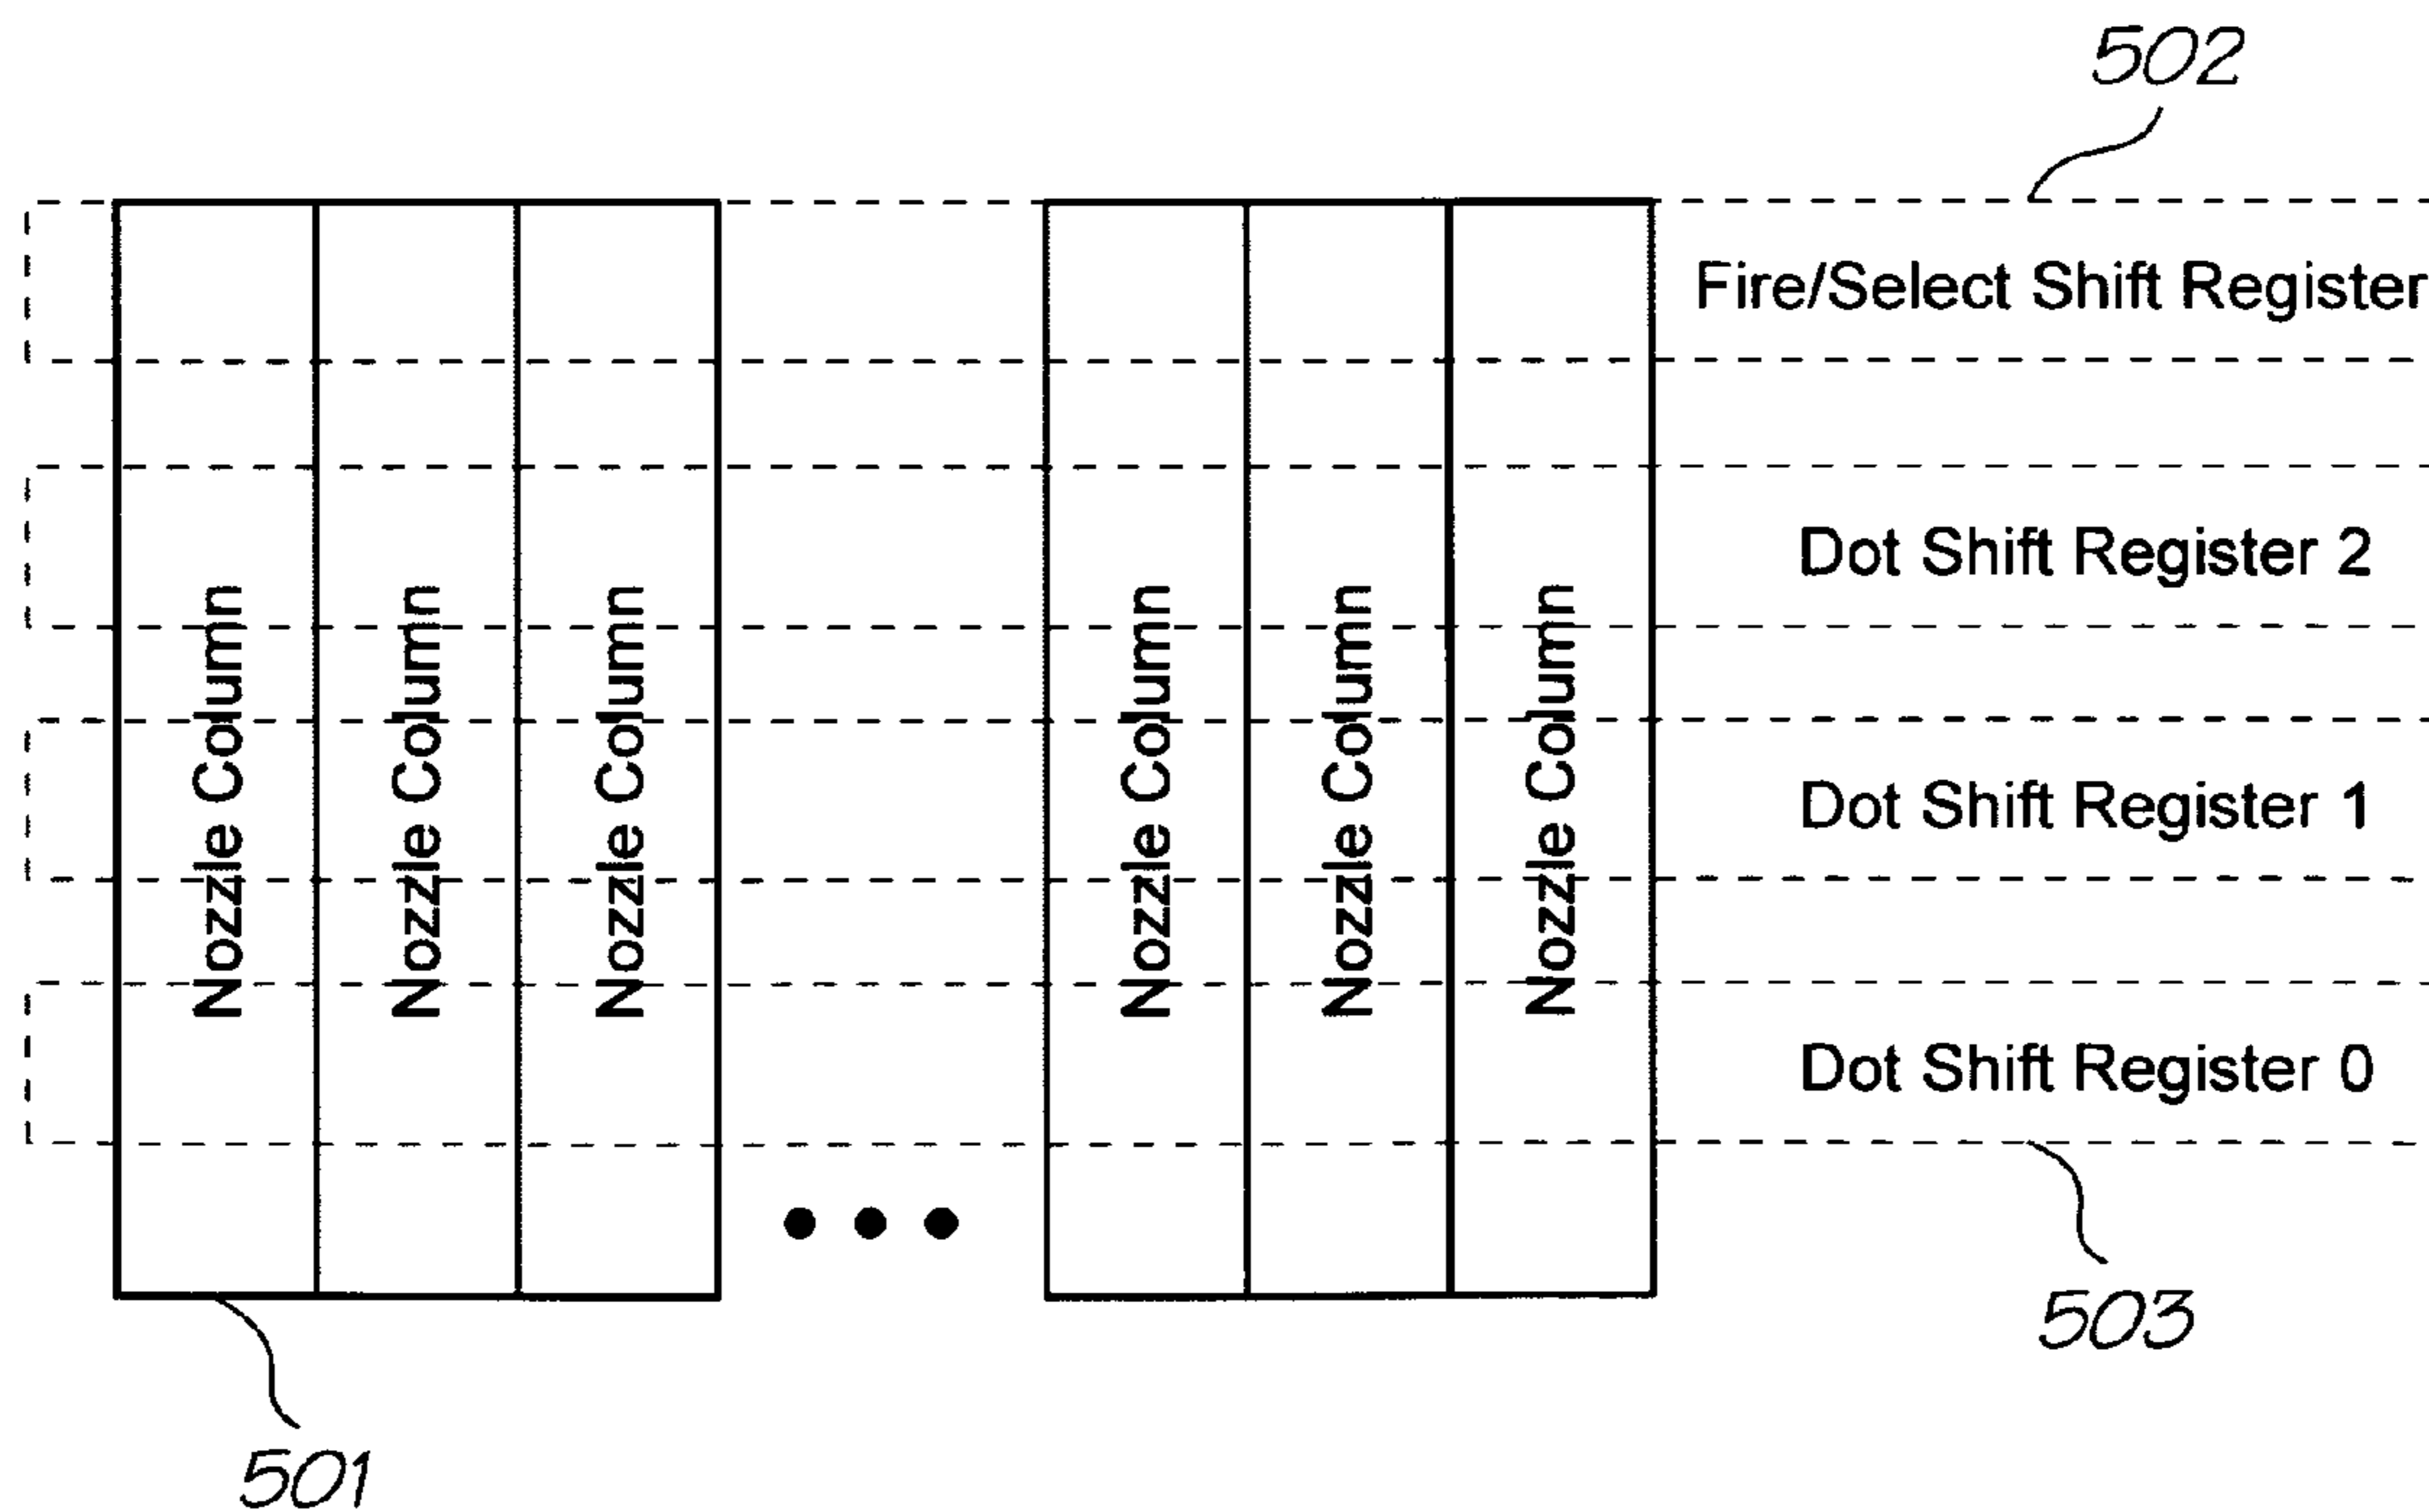 502
Fire/Select Shift Register
Dot Shift Register 2
Nozzle Column
Nozzle Column
Nozzle Column
Nozzle Column
Nozzle Column
Nozzle Column
Dot Shift Register 1
Dot Shift Register 0
503
501